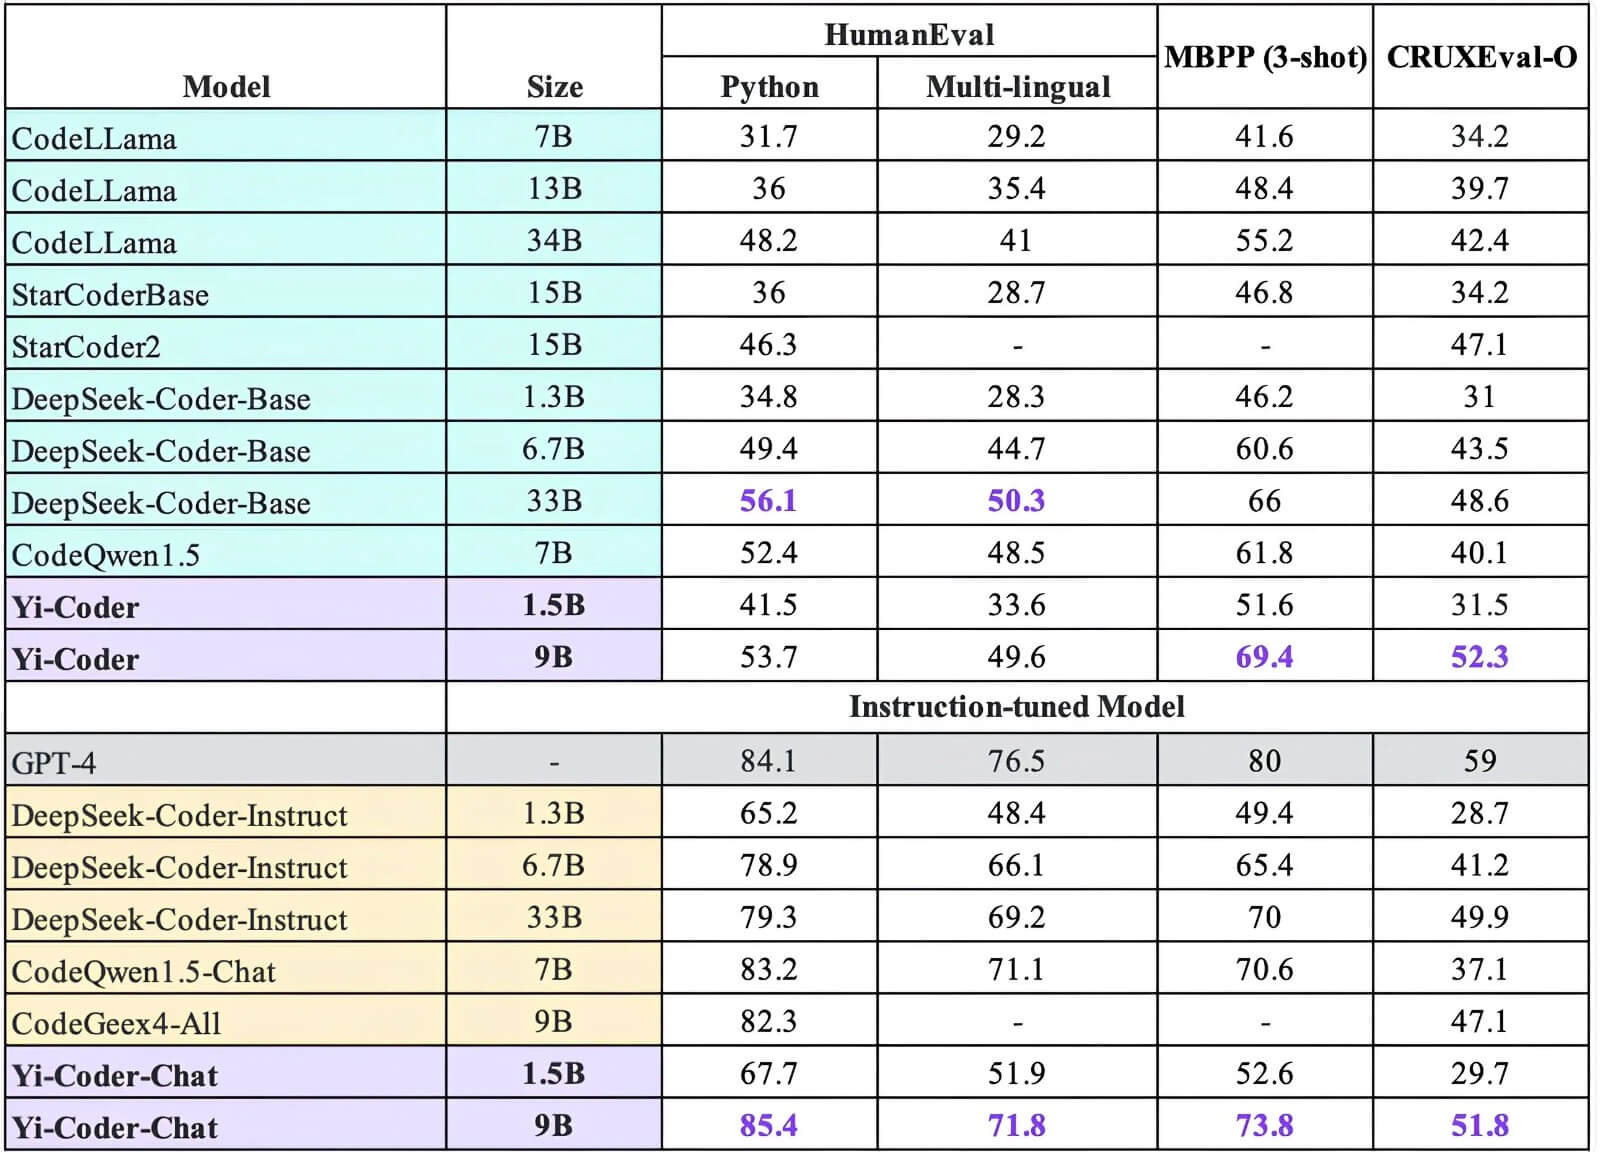 Model Size HumanEval MBPP (3-shot) CRUXEval-O
Python Multi-lingual
CodeLLama 7B 31.7 29.2 41.6 34.2
CodeLLama 13B 36 35.4 48.4 39.7
CodeLLama 34B 48.2 41 55.2 42.4
StarCoderBase 15B 36 28.7 46.8 34.2
StarCoder2 15B 46.3 - - 47.1
DeepSeek-Coder-Base 1.3B 34.8 28.3 46.2 31
DeepSeek-Coder-Base 6.7B 49.4 44.7 60.6 43.5
DeepSeek-Coder-Base 33B 56.1 50.3 66 48.6
CodeQwen1.5 7B 52.4 48.5 61.8 40.1
Yi-Coder 1.5B 41.5 33.6 51.6 31.5
Yi-Coder 9B 53.7 49.6 69.4 52.3
Instruction-tuned Model
GPT-4 - 84.1 76.5 80 59
DeepSeek-Coder-Instruct 1.3B 65.2 48.4 49.4 28.7
DeepSeek-Coder-Instruct 6.7B 78.9 66.1 65.4 41.2
DeepSeek-Coder-Instruct 33B 79.3 69.2 70 49.9
CodeQwen1.5-Chat 7B 83.2 71.1 70.6 37.1
CodeGeex4-All 9B 82.3 - - 47.1
Yi-Coder-Chat 1.5B 67.7 51.9 52.6 29.7
Yi-Coder-Chat 9B 85.4 71.8 73.8 51.8